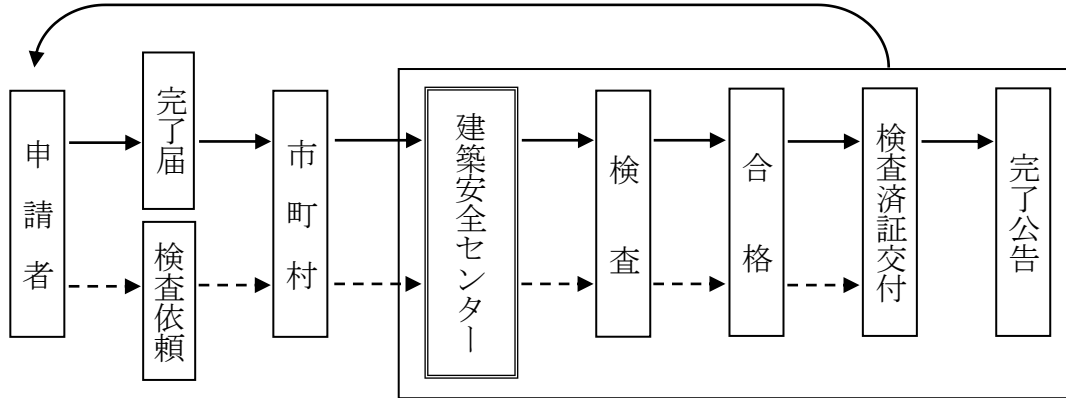 申請者
完了届
検査依頼
市町村
建築安全センター
検査
合格
検査済証交付
完了公告